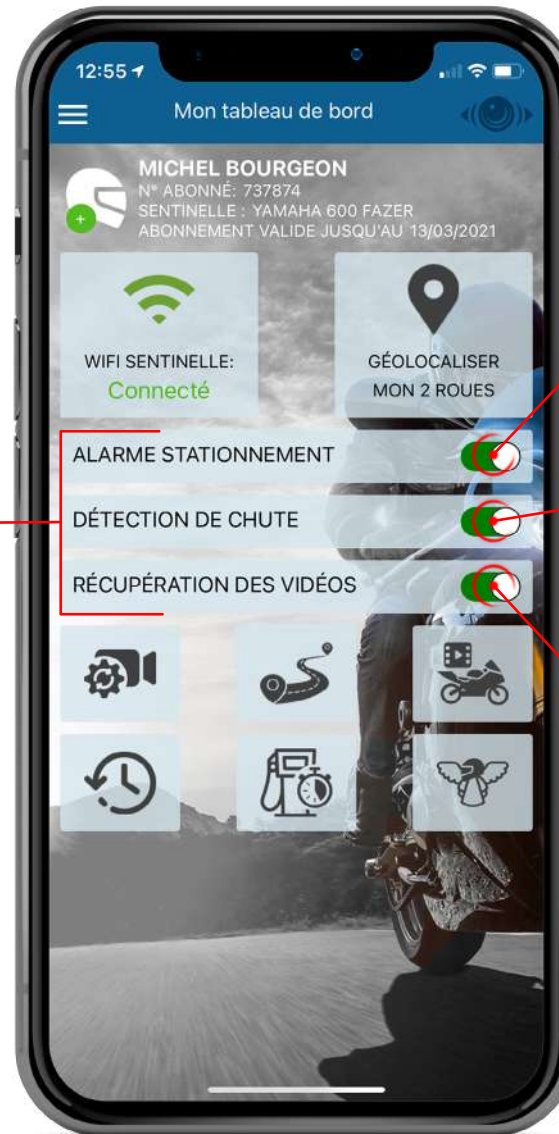 12:55
Mon tableau de bord
MICHEL BOURGEON
N° ABONNÉ: 737874
SENTINELLE : YAMAHA 600 FAZER
ABONNEMENT VALIDE JUSQU'AU 13/03/2021
WIFI SENTINELLE:
Connecté
GÉOLOCALISER
MON 2 ROUES
ALARME STATIONNEMENT
DÉTECTION DE CHUTE
RÉCUPÉRATION DES VIDÉOS